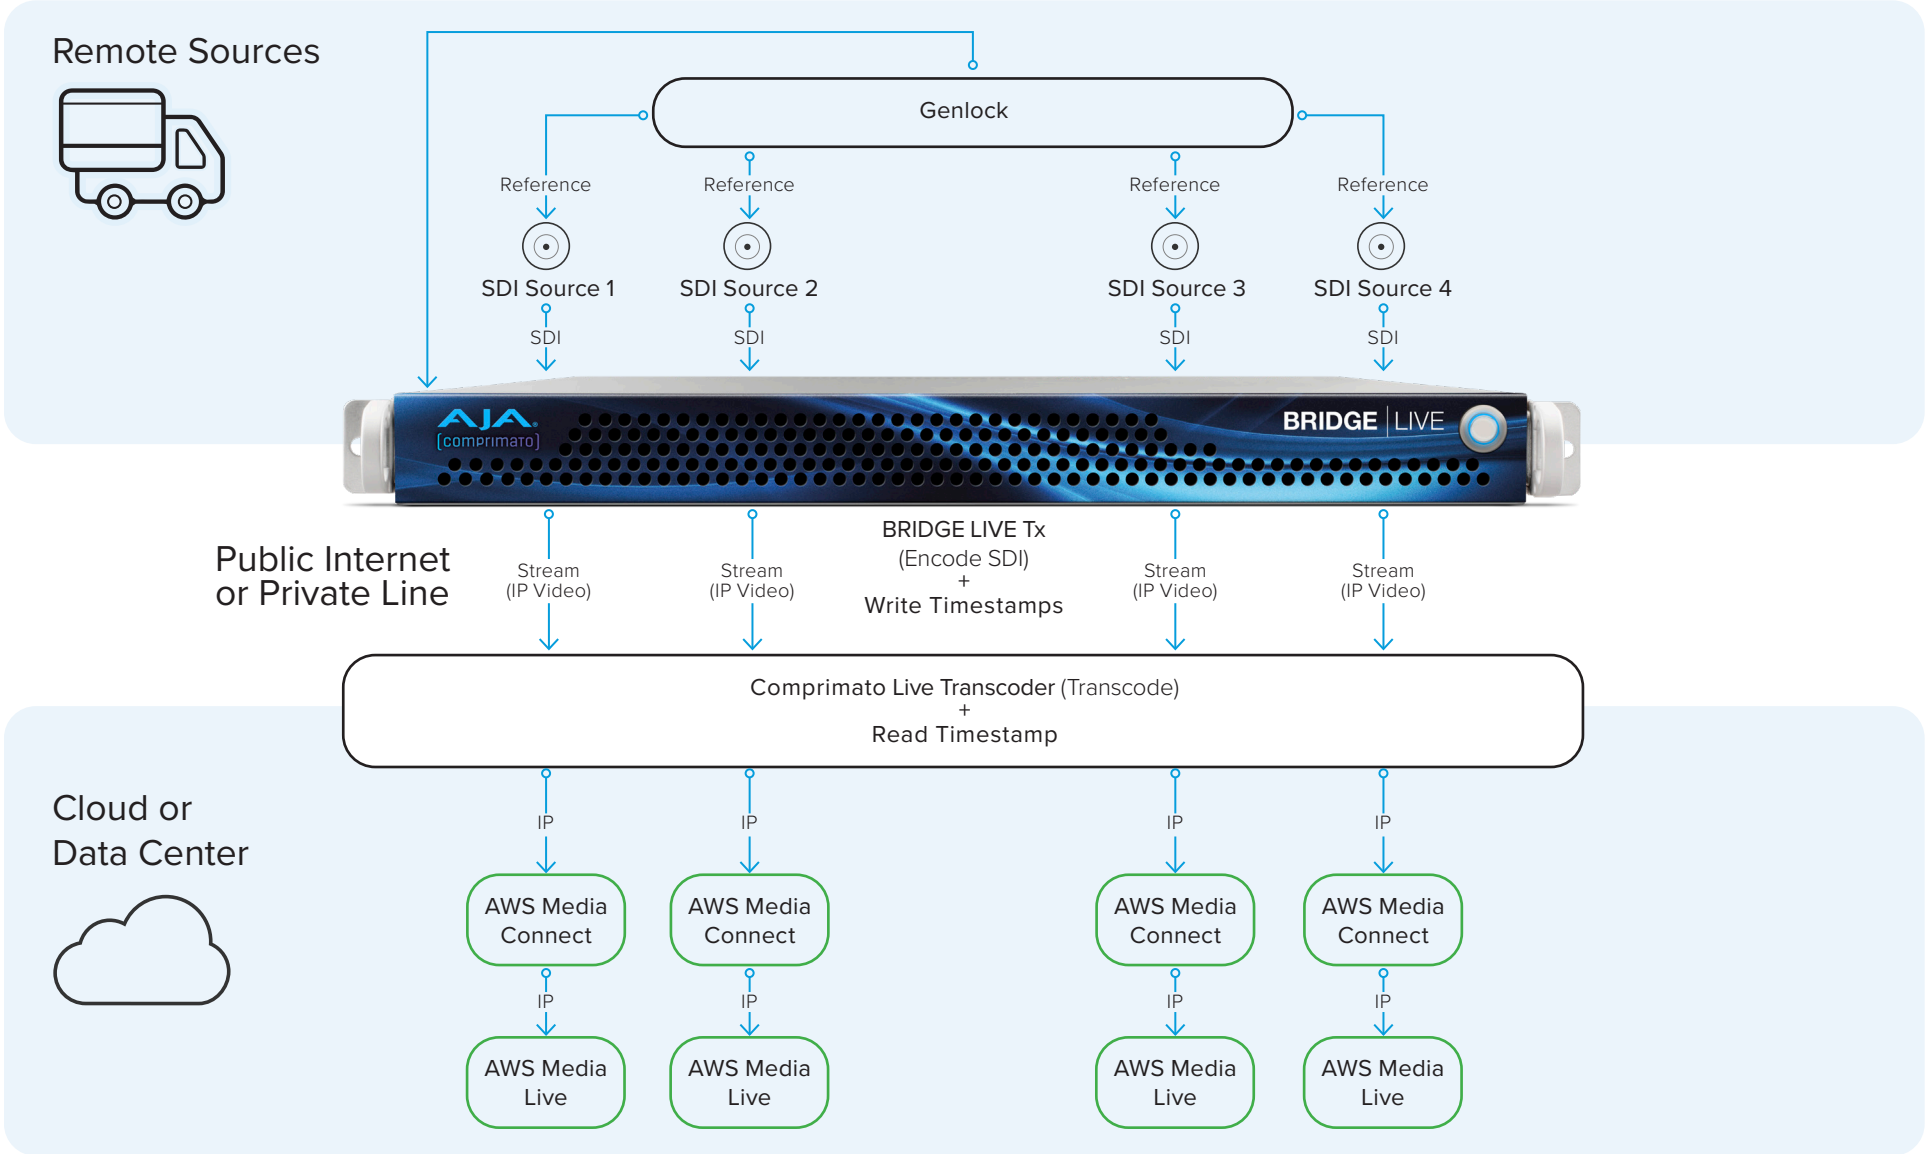 Remote Sources
Genlock
Reference
Reference
Reference
Reference
SDI Source 1
SDI Source 2
SDI Source 3
SDI Source 4
SDI
SDI
SDI
SDI
AJA
[comprimato]
BRIDGE | LIVE
Public Internet
or Private Line
Stream
(IP Video)
Stream
(IP Video)
BRIDGE LIVE Tx
(Encode SDI)
+
Write Timestamps
Stream
(IP Video)
Stream
(IP Video)
Comprimato Live Transcoder (Transcode)
+
Read Timestamp
Cloud or
Data Center
IP
IP
IP
IP
AWS Media
Connect
AWS Media
Connect
AWS Media
Connect
AWS Media
Connect
IP
IP
IP
IP
AWS Media
Live
AWS Media
Live
AWS Media
Live
AWS Media
Live